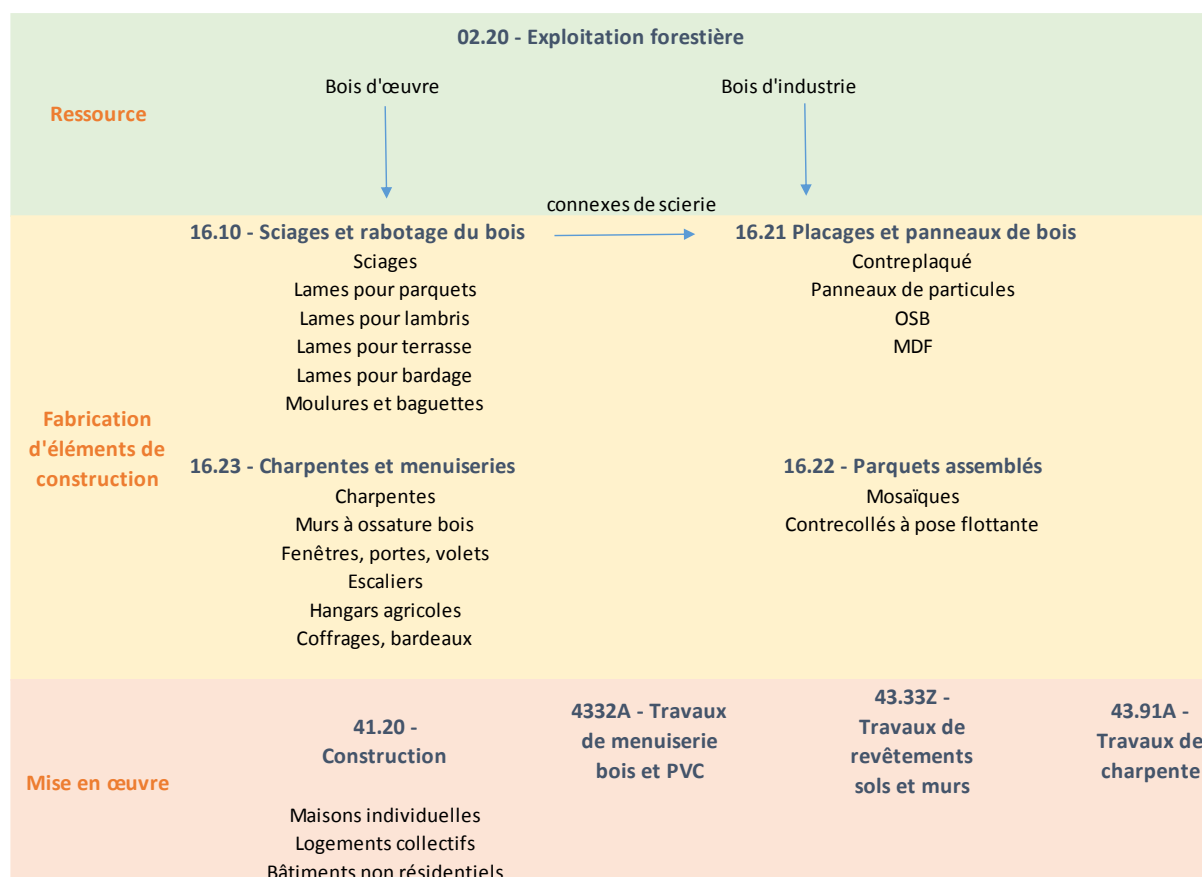 02.20 - Exploitation forestière
Bois d'œuvre
Bois d'industrie
Ressource
connexes de scierie
16.10 - Sciages et rabotage du bois
Sciages
Lames pour parquets
Lames pour lambris
Lames pour terrasse
Lames pour bardage
Moulures et baguettes
16.21 Placages et panneaux de bois
Contreplaqué
Panneaux de particules
OSB
MDF
Fabrication
d'éléments de
construction
16.23 - Charpentes et menuiseries
Charpentes
Murs à ossature bois
Fenêtres, portes, volets
Escaliers
Hangars agricoles
Coffrages, bardeaux
16.22 - Parquets assemblés
Mosaïques
Contrecollés à pose flottante
Mise en œuvre
41.20 -
Construction
Maisons individuelles
Logements collectifs
Bâtiments non résidentiels
4332A - Travaux
de menuiserie
bois et PVC
43.33Z -
Travaux de
revêtements
sols et murs
43.91A -
Travaux de
charpente